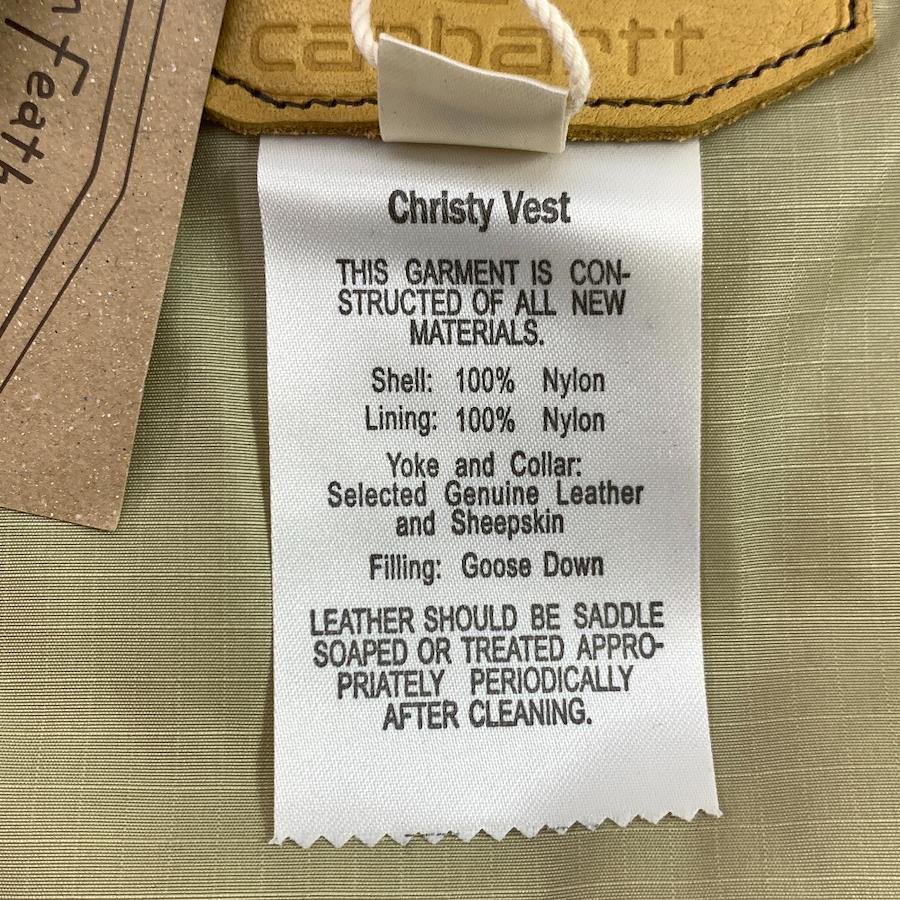 carhartt
Christy Vest
THIS GARMENT IS CON-
STRUCTED OF ALL NEW
MATERIALS.
Shell: 100% Nylon
Lining: 100% Nylon
Yoke and Collar:
Selected Genuine Leather
and Sheepskin
Filling: Goose Down
LEATHER SHOULD BE SADDLE
SOAPED OR TREATED APPRO-
PRIATELY PERIODICALLY
AFTER CLEANING.